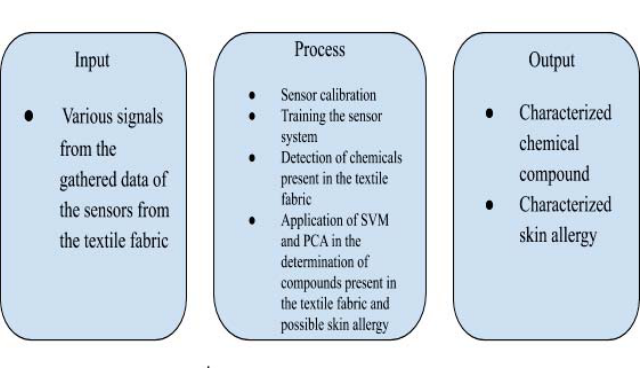 Input
● Various signals
from the
gathered data of
the sensors from
the textile fabric
Process
● Sensor calibration
● Training the sensor
system
● Detection of chemicals
present in the textile
fabric
● Application of SVM
and PCA in the
determination of
compounds present in
the textile fabric and
possible skin allergy
Output
● Characterized
chemical
compound
● Characterized
skin allergy